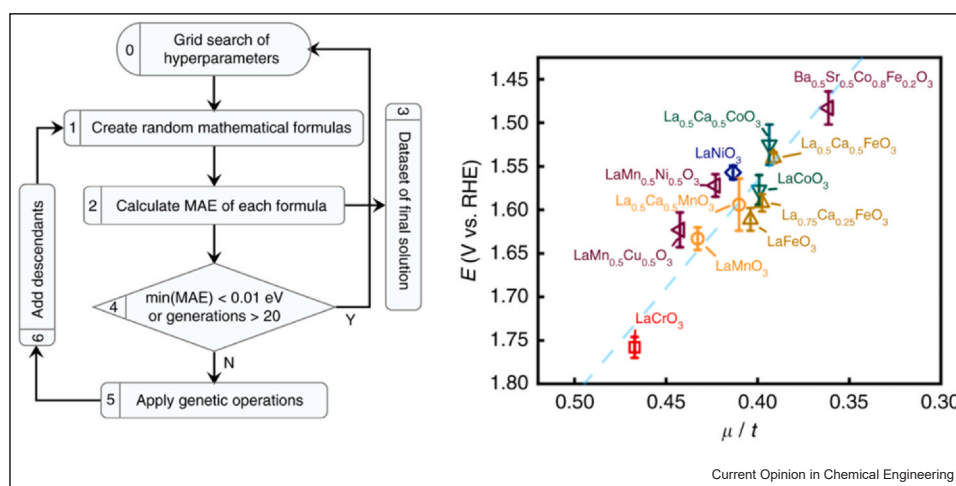 0
Grid search of
hyperparameters
1
Create random mathematical formulas
2
Calculate MAE of each formula
3
Dataset of final solution
4
min(MAE) < 0.01 eV
or generations > 20
Y
N
5
Apply genetic operations
6
Add descendants
E (V vs. RHE)
1.45
1.50
1.55
1.60
1.65
1.70
1.75
1.80
Ba₀.₅Sr₀.₅Co₀.₈Fe₀.₂O₃
La₀.₅Ca₀.₅CoO₃
La₀.₅Ca₀.₅FeO₃
LaNiO₃
LaMn₀.₅Ni₀.₅O₃
LaCoO₃
La₀.₅Ca₀.₅MnO₃
La₀.₇₅Ca₀.₂₅FeO₃
LaFeO₃
LaMn₀.₅Cu₀.₅O₃
LaMnO₃
LaCrO₃
0.50
0.45
0.40
0.35
0.30
μ / t
Current Opinion in Chemical Engineering